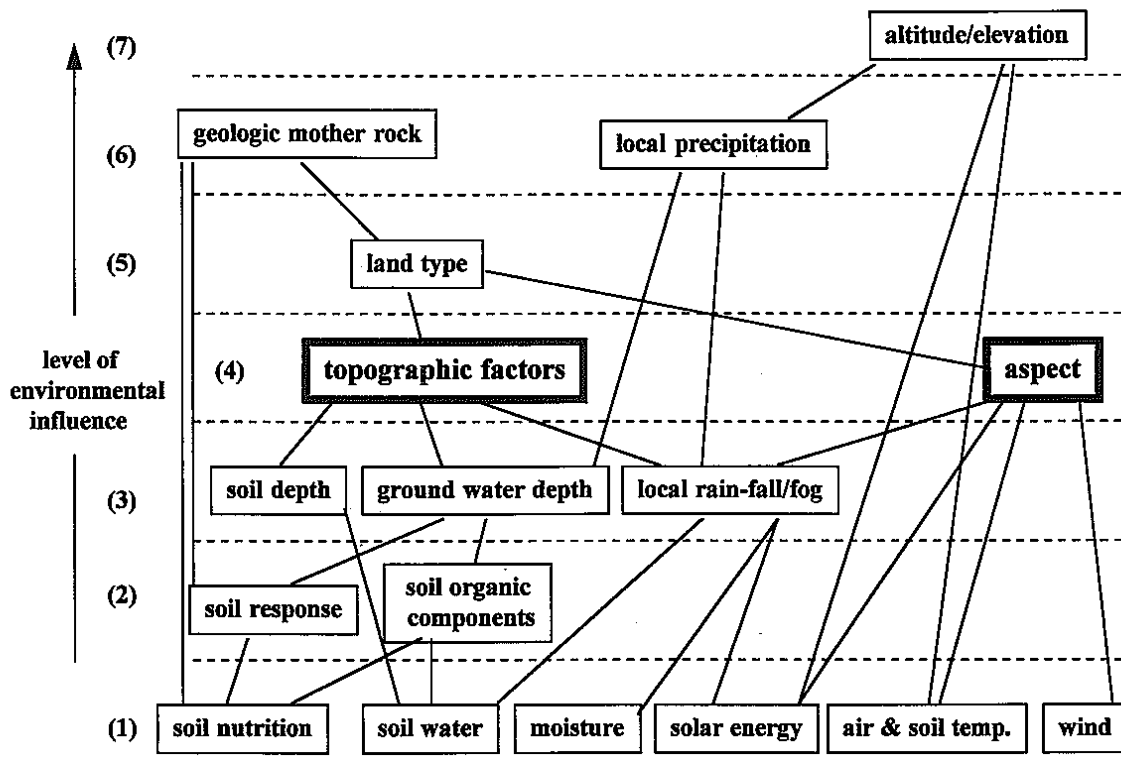 (7)
altitude/elevation
geologic mother rock
local precipitation
(6)
(5)
land type
level of
environmental
influence
(4)
topographic factors
aspect
(3)
soil depth
ground water depth
local rain-fall/fog
(2)
soil response
soil organic
components
(1)
soil nutrition
soil water
moisture
solar energy
air & soil temp.
wind